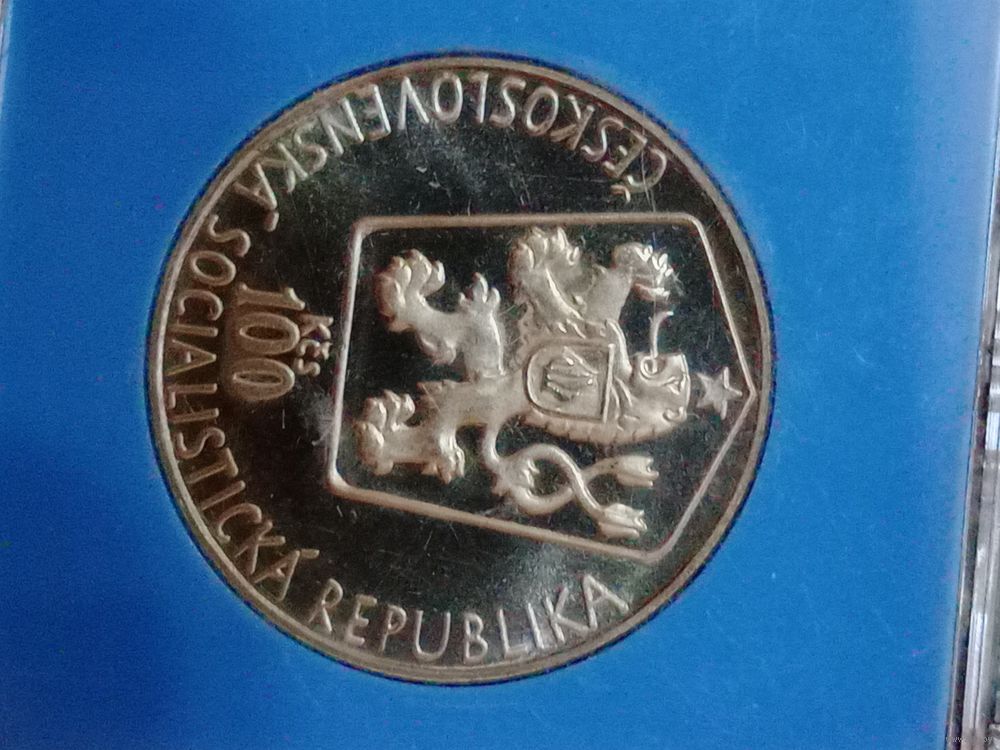 ČESKOSLOVENSKÁ SOCIALISTICKÁ REPUBLIKA
Kčs
100